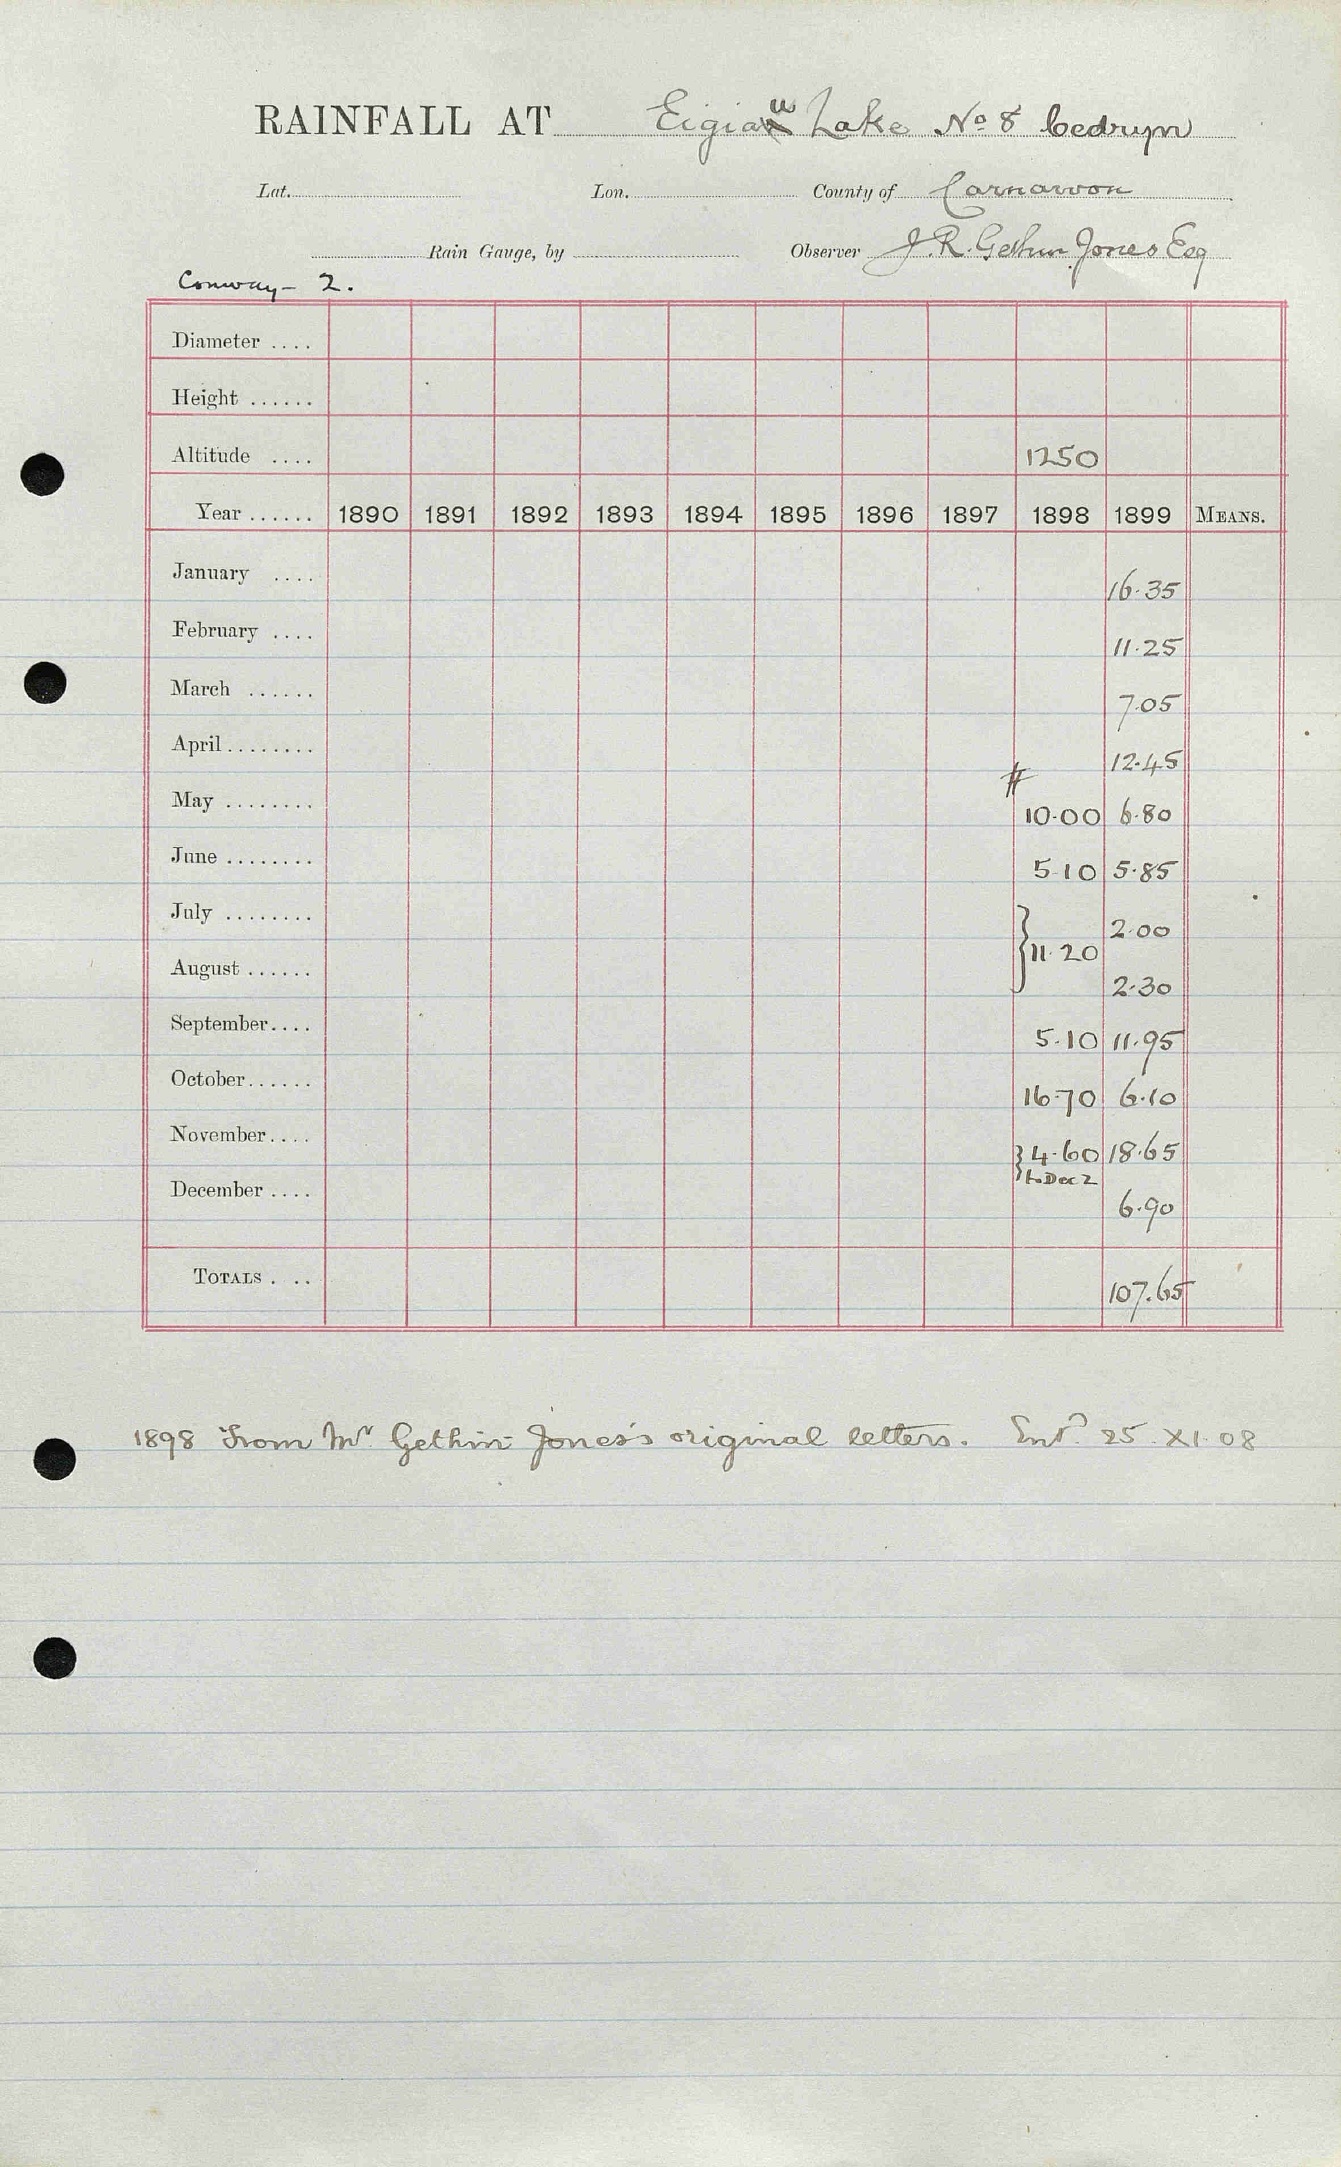 RAINFALL AT Eigiau Lake No 8 Cedryn
Lat. Lon. County of Carnarvon
Rain Gauge, by Observer J. R. Gethin Jones Esq
Conway - 2.
Diameter ....
Height ......
Altitude .... 1250
Year ...... 1890 1891 1892 1893 1894 1895 1896 1897 1898 1899 MEANS.
January .... 16.35
February .... 11.25
March ...... 7.05
April........ 12.45
May ........ # 10.00 6.80
June ........ 5.10 5.85
July ........ 2.00
} 11.20
August ...... 2.30
September.... 5.10 11.95
October...... 16.70 6.10
November.... } 4.60 18.65
to Dec 2
December .... 6.90
TOTALS . .. 107.65
1898 From Mr Gethin Jones's original letters. Entd 25.XI.08